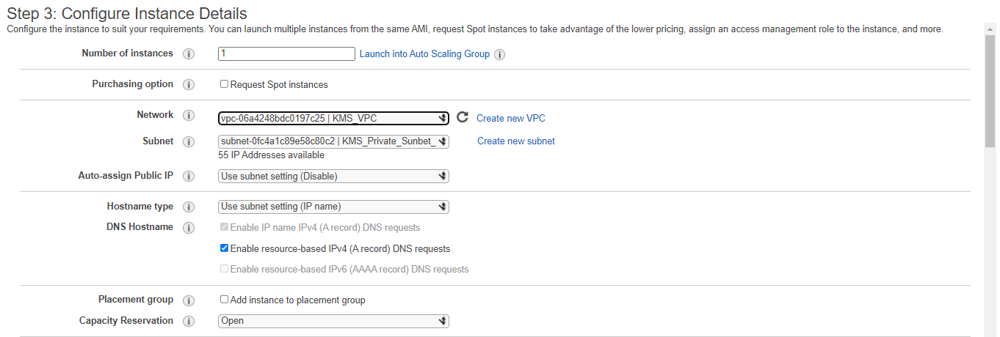 Step 3: Configure Instance Details
Configure the instance to suit your requirements. You can launch multiple instances from the same AMI, request Spot instances to take advantage of the lower pricing, assign an access management role to the instance, and more.
Number of instances i 1 Launch into Auto Scaling Group i
Purchasing option i Request Spot instances
Network i vpc-06a4248bdc0197c25 | KMS_VPC Create new VPC
Subnet i subnet-0fc4a1c89e58c80c2 | KMS_Private_Sunbet_ Create new subnet
55 IP Addresses available
Auto-assign Public IP i Use subnet setting (Disable)
Hostname type i Use subnet setting (IP name)
DNS Hostname i Enable IP name IPv4 (A record) DNS requests
Enable resource-based IPv4 (A record) DNS requests
Enable resource-based IPv6 (AAAA record) DNS requests
Placement group i Add instance to placement group
Capacity Reservation i Open